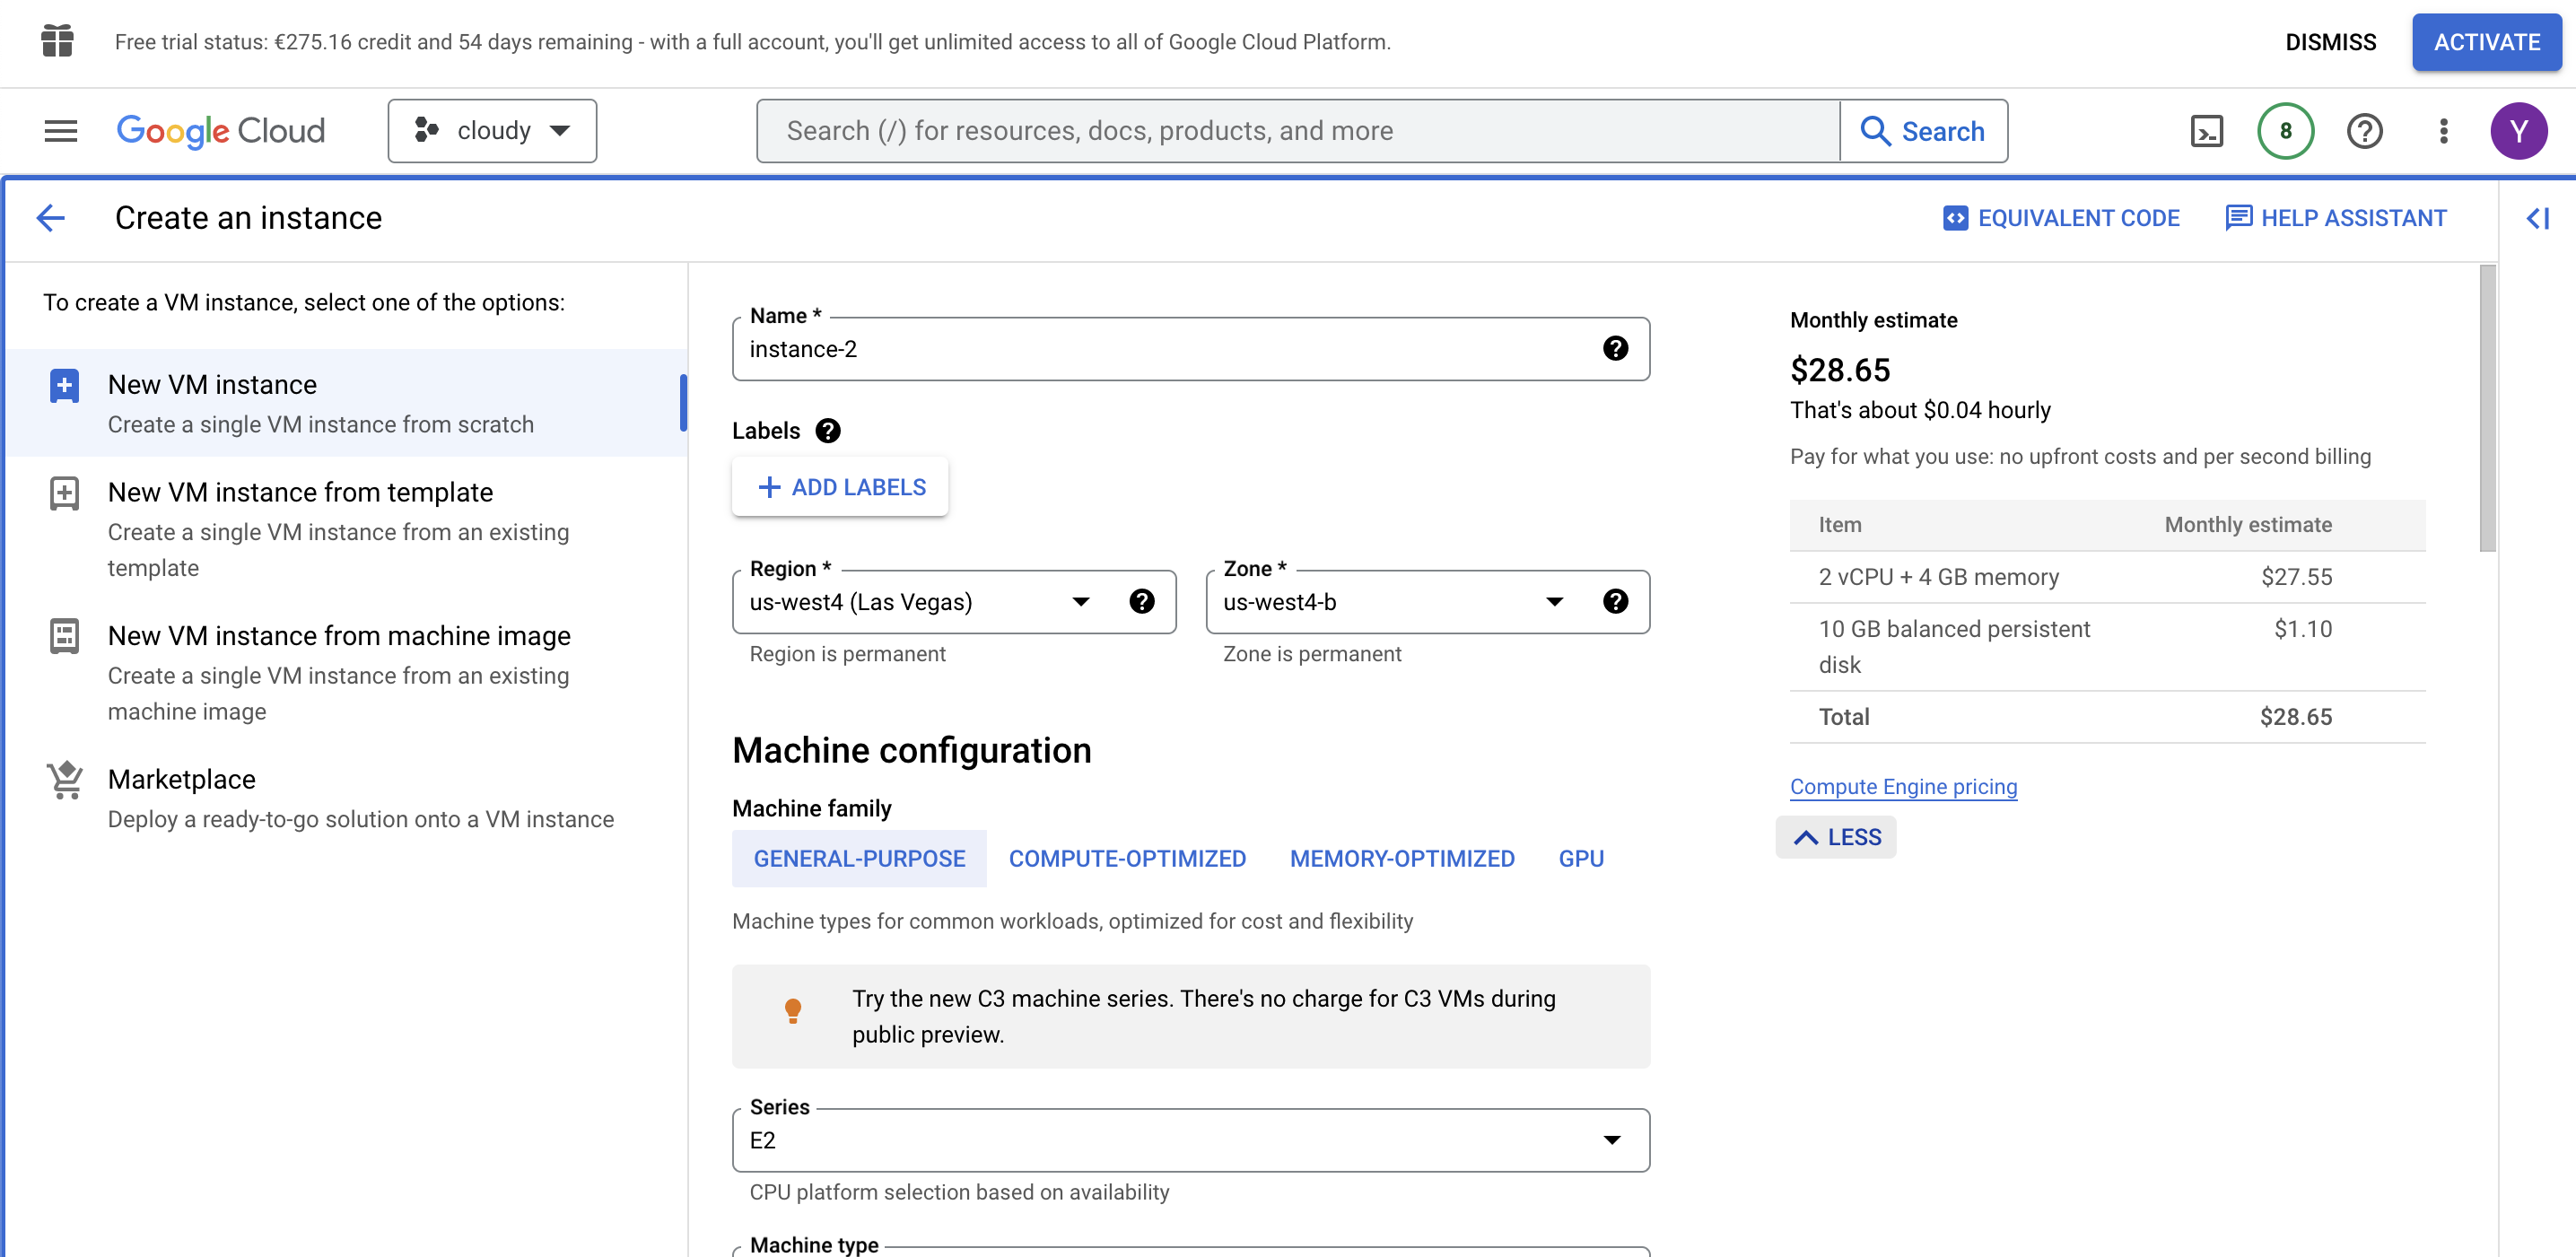 Free trial status: €275.16 credit and 54 days remaining - with a full account, you'll get unlimited access to all of Google Cloud Platform.
DISMISS
ACTIVATE
Google Cloud
cloudy
Search (/) for resources, docs, products, and more
Search
8
Y
Create an instance
EQUIVALENT CODE
HELP ASSISTANT
To create a VM instance, select one of the options:
New VM instance
Create a single VM instance from scratch
New VM instance from template
Create a single VM instance from an existing
template
New VM instance from machine image
Create a single VM instance from an existing
machine image
Marketplace
Deploy a ready-to-go solution onto a VM instance
Name *
instance-2
Labels
ADD LABELS
Region *
us-west4 (Las Vegas)
Region is permanent
Zone *
us-west4-b
Zone is permanent
Machine configuration
Machine family
GENERAL-PURPOSE
COMPUTE-OPTIMIZED
MEMORY-OPTIMIZED
GPU
Machine types for common workloads, optimized for cost and flexibility
Try the new C3 machine series. There's no charge for C3 VMs during
public preview.
Series
E2
CPU platform selection based on availability
Machine type
Monthly estimate
$28.65
That's about $0.04 hourly
Pay for what you use: no upfront costs and per second billing
Item Monthly estimate
2 vCPU + 4 GB memory $27.55
10 GB balanced persistent $1.10
disk
Total $28.65
Compute Engine pricing
LESS